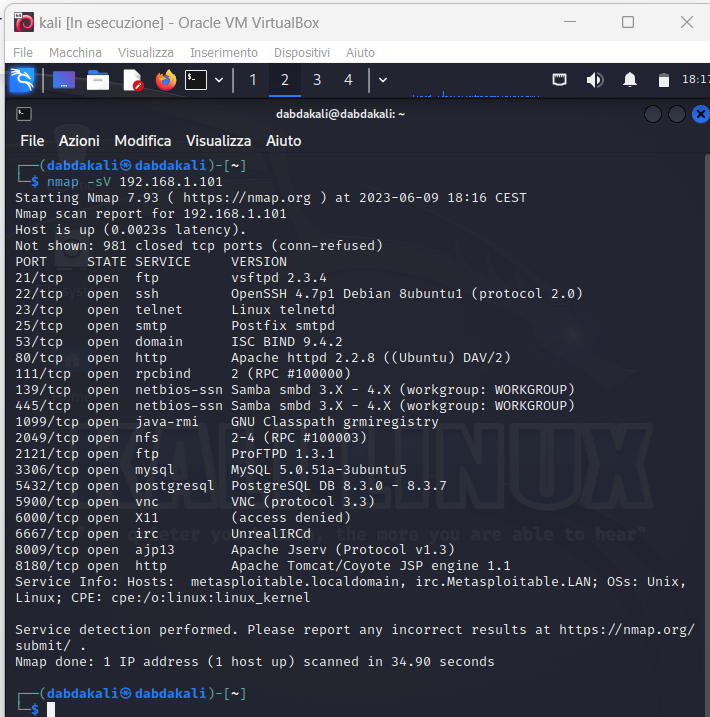 kali [In esecuzione] - Oracle VM VirtualBox
File Macchina Visualizza Inserimento Dispositivi Aiuto
1 2 3 4 18:17
dabdakali@dabdakali: ~
File Azioni Modifica Visualizza Aiuto
┌──(dabdakali㉿dabdakali)-[~]
└─$ nmap -sV 192.168.1.101
Starting Nmap 7.93 ( https://nmap.org ) at 2023-06-09 18:16 CEST
Nmap scan report for 192.168.1.101
Host is up (0.0023s latency).
Not shown: 981 closed tcp ports (conn-refused)
PORT     STATE SERVICE     VERSION
21/tcp   open  ftp         vsftpd 2.3.4
22/tcp   open  ssh         OpenSSH 4.7p1 Debian 8ubuntu1 (protocol 2.0)
23/tcp   open  telnet      Linux telnetd
25/tcp   open  smtp        Postfix smtpd
53/tcp   open  domain      ISC BIND 9.4.2
80/tcp   open  http        Apache httpd 2.2.8 ((Ubuntu) DAV/2)
111/tcp  open  rpcbind     2 (RPC #100000)
139/tcp  open  netbios-ssn Samba smbd 3.X - 4.X (workgroup: WORKGROUP)
445/tcp  open  netbios-ssn Samba smbd 3.X - 4.X (workgroup: WORKGROUP)
1099/tcp open  java-rmi    GNU Classpath grmiregistry
2049/tcp open  nfs         2-4 (RPC #100003)
2121/tcp open  ftp         ProFTPD 1.3.1
3306/tcp open  mysql       MySQL 5.0.51a-3ubuntu5
5432/tcp open  postgresql  PostgreSQL DB 8.3.0 - 8.3.7
5900/tcp open  vnc         VNC (protocol 3.3)
6000/tcp open  X11         (access denied)
6667/tcp open  irc         UnrealIRCd
8009/tcp open  ajp13       Apache Jserv (Protocol v1.3)
8180/tcp open  http        Apache Tomcat/Coyote JSP engine 1.1
Service Info: Hosts:  metasploitable.localdomain, irc.Metasploitable.LAN; OSs: Unix,
Linux; CPE: cpe:/o:linux:linux_kernel
Service detection performed. Please report any incorrect results at https://nmap.org/
submit/ .
Nmap done: 1 IP address (1 host up) scanned in 34.90 seconds
┌──(dabdakali㉿dabdakali)-[~]
└─$
KALI LINUX
the more you are able to hear"